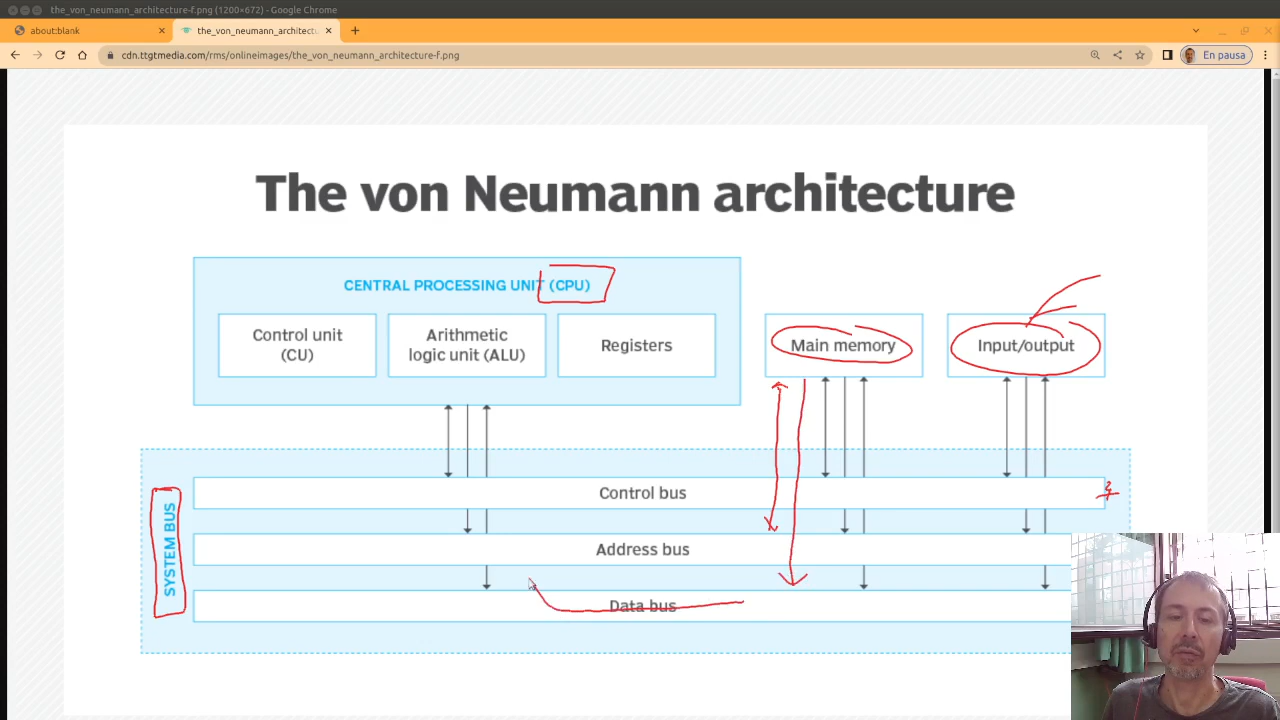 the_von_neumann_architecture-f.png (1200×672) - Google Chrome
about:blank
the_von_neumann_architectu
cdn.ttgtmedia.com/rms/onlineimages/the_von_neumann_architecture-f.png
En pausa
The von Neumann architecture
CENTRAL PROCESSING UNIT (CPU)
Control unit
(CU)
Arithmetic
logic unit (ALU)
Registers
Main memory
Input/output
SYSTEM BUS
Control bus
Address bus
Data bus